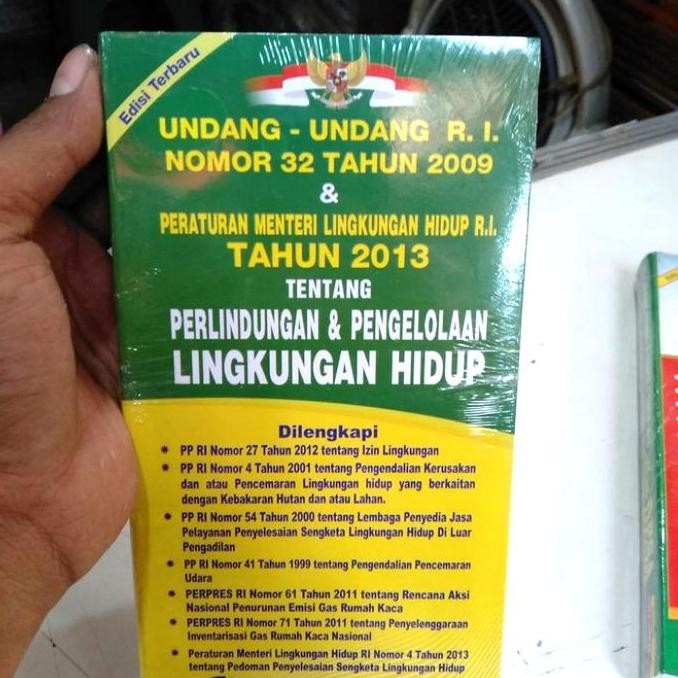 Edisi Terbaru
UNDANG - UNDANG R. I.
NOMOR 32 TAHUN 2009
&
PERATURAN MENTERI LINGKUNGAN HIDUP R.I.
TAHUN 2013
TENTANG
PERLINDUNGAN & PENGELOLAAN
LINGKUNGAN HIDUP
Dilengkapi
* PP RI Nomor 27 Tahun 2012 tentang Izin Lingkungan
* PP RI Nomor 4 Tahun 2001 tentang Pengendalian Kerusakan
dan atau Pencemaran Lingkungan hidup yang berkaitan
dengan Kebakaran Hutan dan atau Lahan.
* PP RI Nomor 54 Tahun 2000 tentang Lembaga Penyedia Jasa
Pelayanan Penyelesaian Sengketa Lingkungan Hidup Di Luar
Pengadilan
* PP RI Nomor 41 Tahun 1999 tentang Pengendalian Pencemaran
Udara
* PERPRES RI Nomor 61 Tahun 2011 tentang Rencana Aksi
Nasional Penurunan Emisi Gas Rumah Kaca
* PERPRES RI Nomor 71 Tahun 2011 tentang Penyelenggaraan
Inventarisasi Gas Rumah Kaca Nasional
* Peraturan Menteri Lingkungan Hidup RI Nomor 4 Tahun 2013
tentang Pedoman Penyelesaian Sengketa Lingkungan Hidup